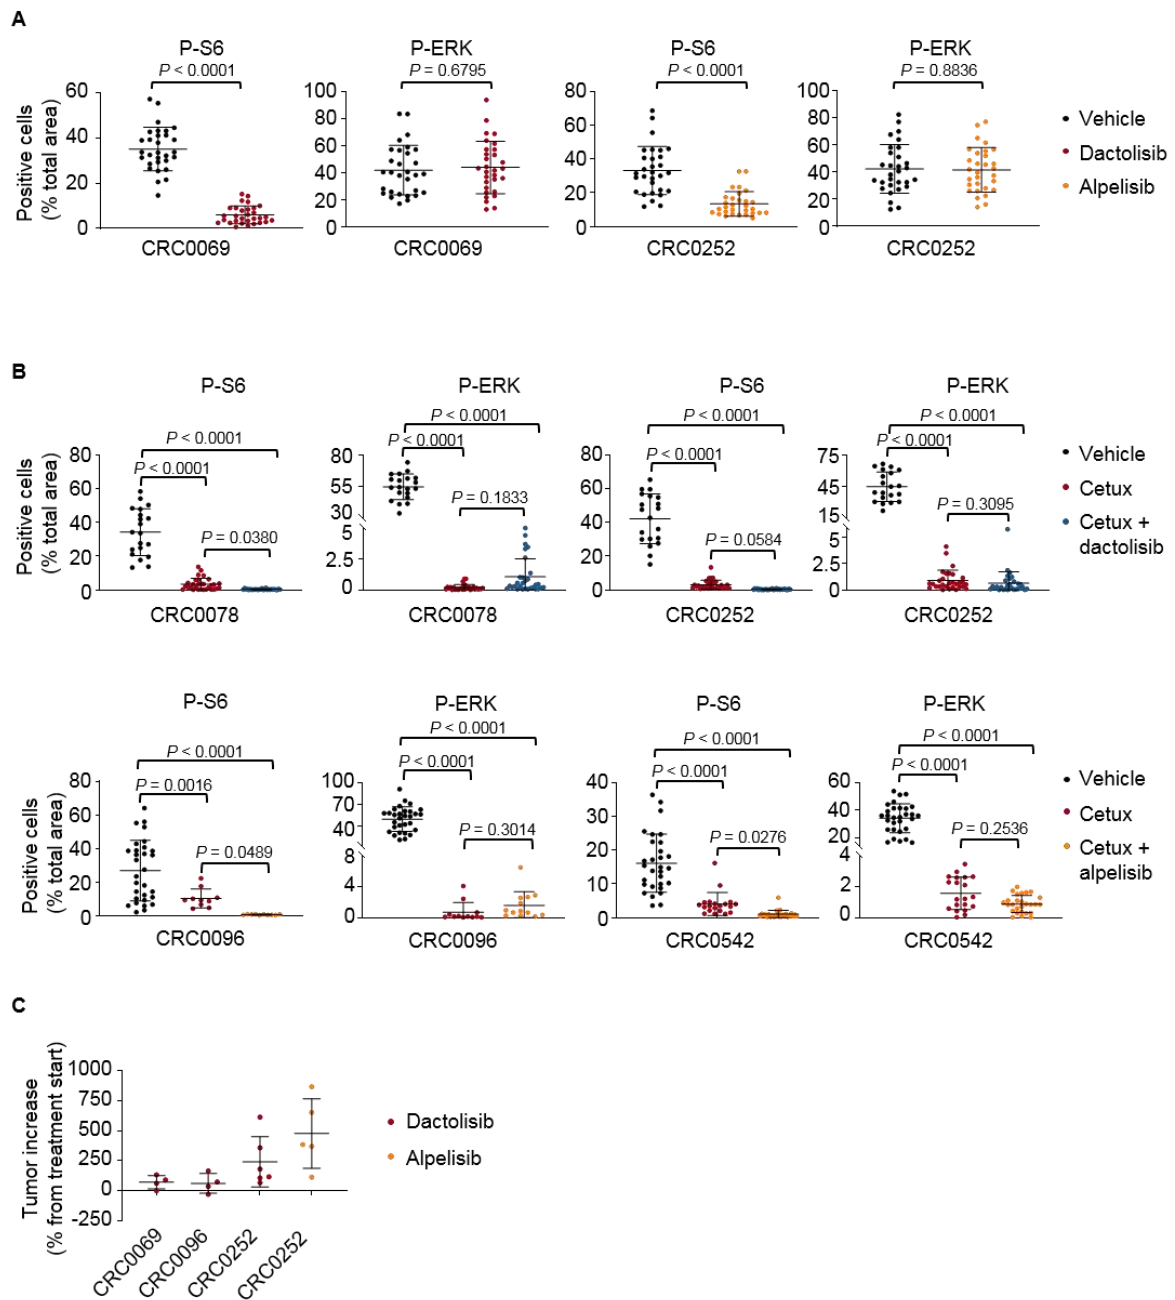 A
P-S6
P < 0.0001
P-ERK
P = 0.6795
P-S6
P < 0.0001
P-ERK
P = 0.8836
Positive cells
(% total area)
60
40
20
0
CRC0069
100
80
60
40
20
0
CRC0069
80
60
40
20
0
CRC0252
100
80
60
40
20
0
CRC0252
Vehicle
Dactolisib
Alpelisib
B
P-S6
P < 0.0001
P < 0.0001
P = 0.0380
Positive cells
(% total area)
80
60
40
20
0
CRC0078
P-ERK
P < 0.0001
P < 0.0001
P = 0.1833
80
55
30
5
2.5
0
CRC0078
P-S6
P < 0.0001
P < 0.0001
P = 0.0584
80
60
40
20
0
CRC0252
P-ERK
P < 0.0001
P < 0.0001
P = 0.3095
75
45
15
5
2.5
0
CRC0252
Vehicle
Cetux
Cetux +
dactolisib
P-S6
P < 0.0001
P = 0.0016
P = 0.0489
Positive cells
(% total area)
80
60
40
20
0
CRC0096
P-ERK
P < 0.0001
P < 0.0001
P = 0.3014
100
70
40
8
4
0
CRC0096
P-S6
P < 0.0001
P < 0.0001
P = 0.0276
40
30
20
10
0
CRC0542
P-ERK
P < 0.0001
P < 0.0001
P = 0.2536
60
40
20
4
2
0
CRC0542
Vehicle
Cetux
Cetux +
alpelisib
C
Tumor increase
(% from treatment start)
1000
750
500
250
0
-250
CRC0069
CRC0096
CRC0252
CRC0252
Dactolisib
Alpelisib